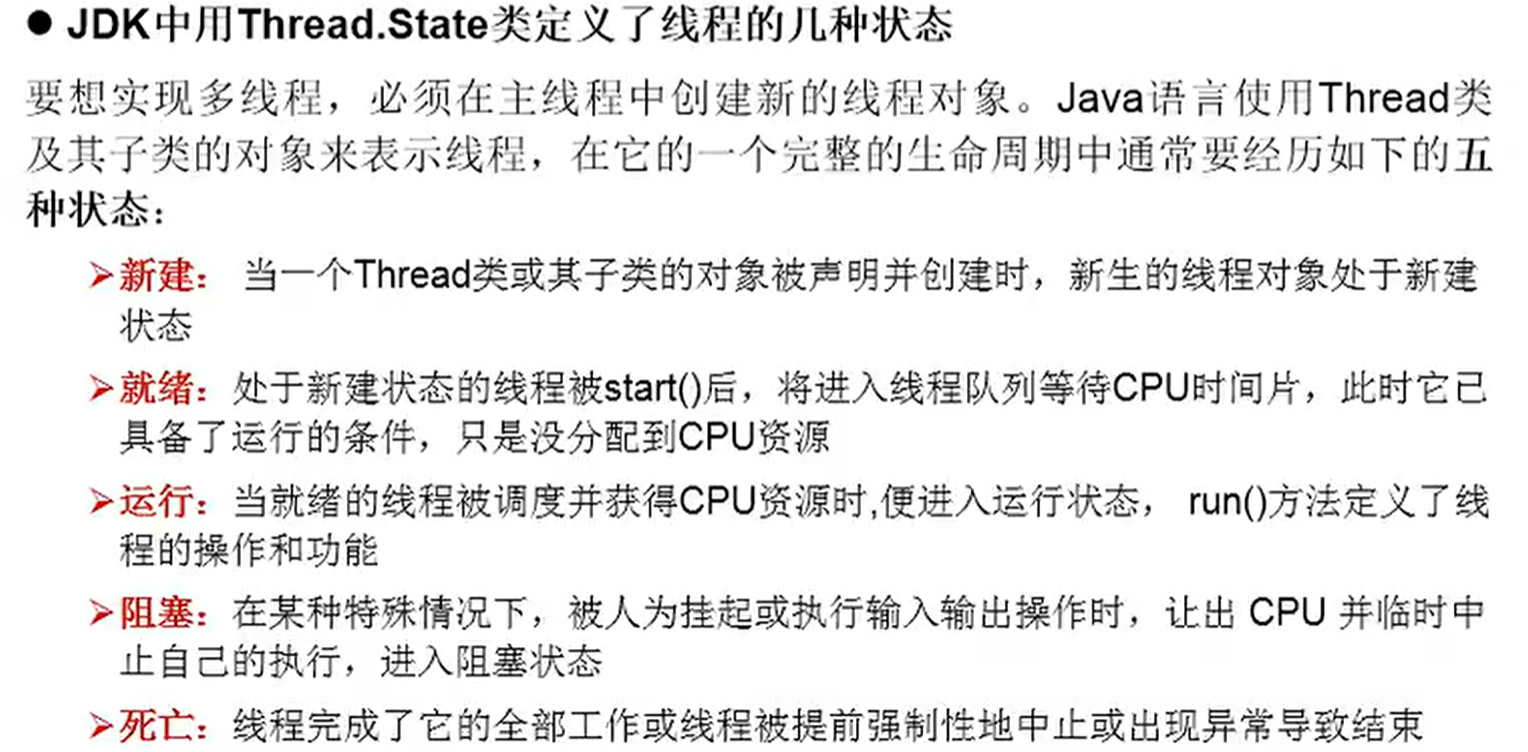 ● JDK中用Thread.State类定义了线程的几种状态
要想实现多线程，必须在主线程中创建新的线程对象。Java语言使用Thread类
及其子类的对象来表示线程，在它的一个完整的生命周期中通常要经历如下的五
种状态：
➢新建： 当一个Thread类或其子类的对象被声明并创建时，新生的线程对象处于新建
状态
➢就绪：处于新建状态的线程被start()后，将进入线程队列等待CPU时间片，此时它已
具备了运行的条件，只是没分配到CPU资源
➢运行：当就绪的线程被调度并获得CPU资源时,便进入运行状态， run()方法定义了线
程的操作和功能
➢阻塞：在某种特殊情况下，被人为挂起或执行输入输出操作时，让出 CPU 并临时中
止自己的执行，进入阻塞状态
➢死亡：线程完成了它的全部工作或线程被提前强制性地中止或出现异常导致结束